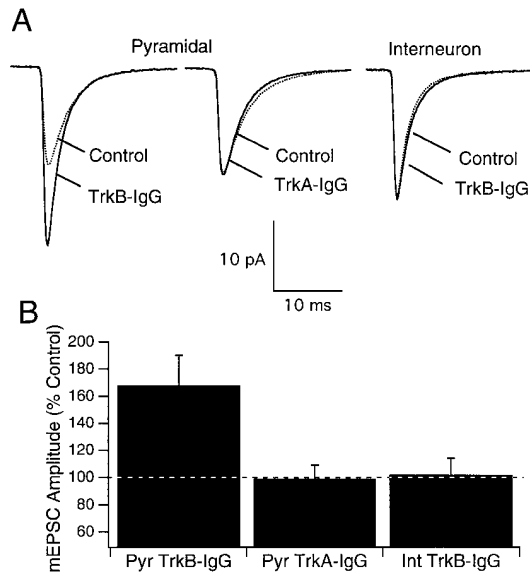 A
Pyramidal
Interneuron
Control
TrkB-IgG
Control
TrkA-IgG
Control
TrkB-IgG
10 pA
10 ms
B
mEPSC Amplitude (% Control)
200
180
160
140
120
100
80
60
Pyr TrkB-IgG
Pyr TrkA-IgG
Int TrkB-IgG